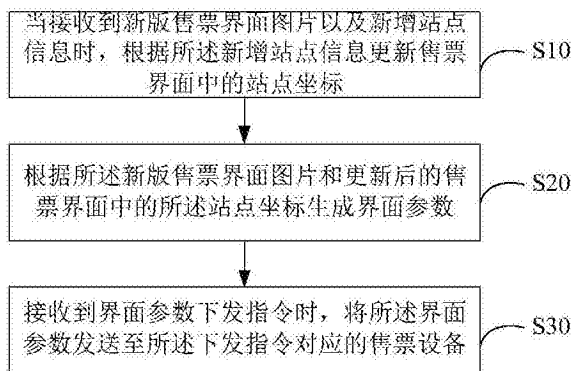 当接收到新版售票界面图片以及新增站点
信息时，根据所述新增站点信息更新售票
界面中的站点坐标
S10
根据所述新版售票界面图片和更新后的售
票界面中的所述站点坐标生成界面参数
S20
接收到界面参数下发指令时，将所述界面
参数发送至所述下发指令对应的售票设备
S30